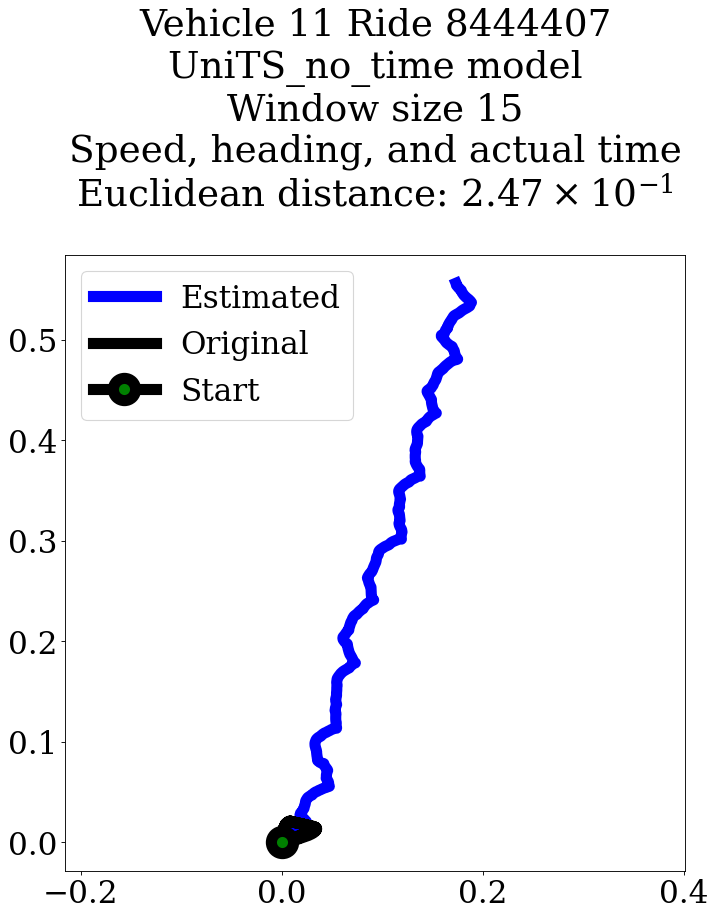 Vehicle 11 Ride 8444407
UniTS_no_time model
Window size 15
Speed, heading, and actual time
Euclidean distance: 2.47 × 10⁻¹
Estimated
Original
Start
0.5
0.4
0.3
0.2
0.1
0.0
−0.2 0.0 0.2 0.4